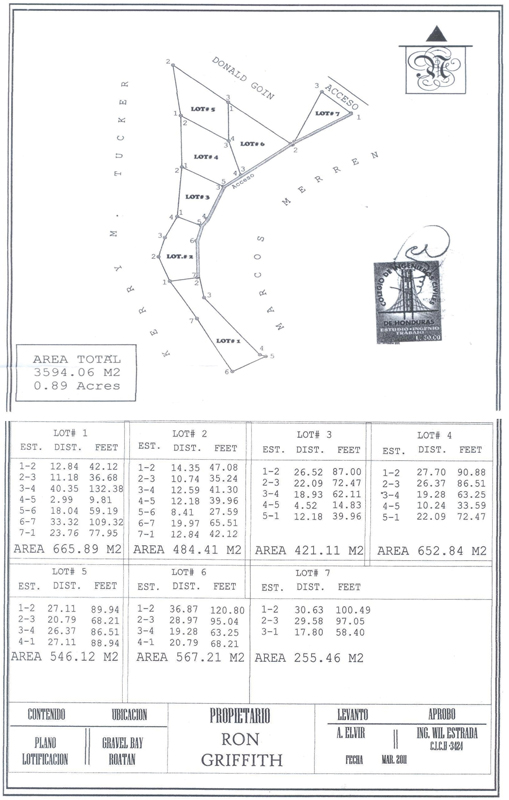 DONALD GOIN
ACCESO
KERRY M. TUCKER
MARCOS MERREN
Acceso
LOT# 5
LOT# 6
LOT# 7
LOT# 4
LOT# 3
LOT.# 2
LOT# 1
COLEGIO DE INGENIEROS CIVILES
DE HONDURAS
ESTUDIO-INGENIO
TRABAJO
L. 50.00
AREA TOTAL
3594.06 M2
0.89 Acres
LOT# 1
EST. DIST. FEET
1-2 12.84 42.12
2-3 11.18 36.68
3-4 40.35 132.38
4-5 2.99 9.81
5-6 18.04 59.19
6-7 33.32 109.32
7-1 23.76 77.95
AREA 665.89 M2
LOT# 2
EST. DIST. FEET
1-2 14.35 47.08
2-3 10.74 35.24
3-4 12.59 41.30
4-5 12.18 39.96
5-6 8.41 27.59
6-7 19.97 65.51
7-1 12.84 42.12
AREA 484.41 M2
LOT# 3
EST. DIST. FEET
1-2 26.52 87.00
2-3 22.09 72.47
3-4 18.93 62.11
4-5 4.52 14.83
5-1 12.18 39.96
AREA 421.11 M2
LOT# 4
EST. DIST. FEET
1-2 27.70 90.88
2-3 26.37 86.51
3-4 19.28 63.25
4-5 10.24 33.59
5-1 22.09 72.47
AREA 652.84 M2
LOT# 5
EST. DIST. FEET
1-2 27.11 89.94
2-3 20.79 68.21
3-4 26.37 86.51
4-1 27.11 88.94
AREA 546.12 M2
LOT# 6
EST. DIST. FEET
1-2 36.87 120.80
2-3 28.97 95.04
3-4 19.28 63.25
4-1 20.79 68.21
AREA 567.21 M2
LOT# 7
EST. DIST. FEET
1-2 30.63 100.49
2-3 29.58 97.05
3-1 17.80 58.40
AREA 255.46 M2
CONTENIDO UBICACION
PLANO GRAVEL BAY
LOTIFICACION ROATAN
PROPIETARIO
RON
GRIFFITH
LEVANTO APROBO
A. ELVIR ING. WIL ESTRADA
C.I.C.H -3424
FECHA MAR. 2011